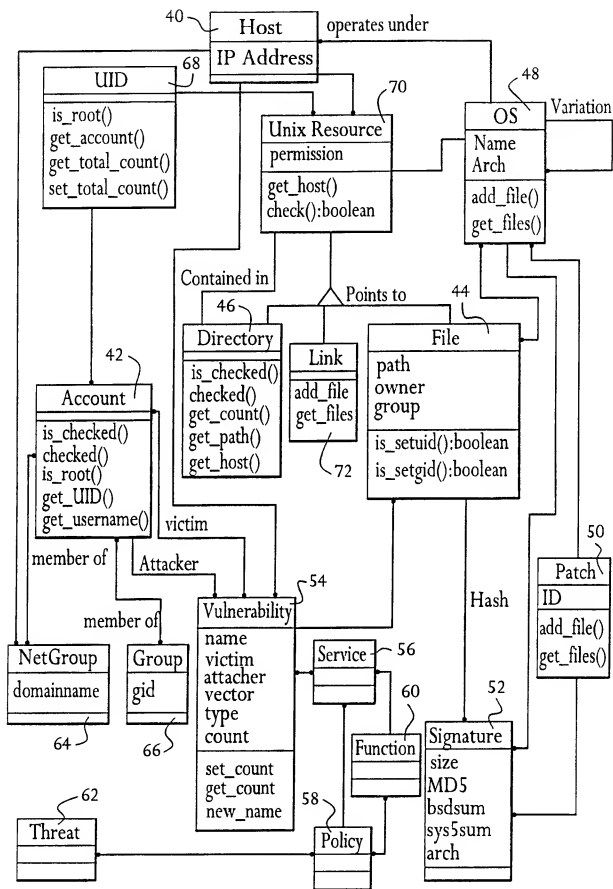 40
Host
IP Address
operates under
UID
68
is_root()
get_account()
get_total_count()
set_total_count()
70
Unix Resource
permission
get_host()
check():boolean
48
OS
Variation
Name
Arch
add_file()
get_files()
Contained in
Points to
46
Directory
is_checked()
checked()
get_count()
get_path()
get_host()
Link
add_file
get_files
72
44
File
path
owner
group
is_setuid():boolean
is_setgid():boolean
42
Account
is_checked()
checked()
is_root()
get_UID()
get_username()
victim
member of
Attacker
member of
54
Vulnerability
name
victim
attacher
vector
type
count
set_count
get_count
new_name
Hash
50
Patch
ID
add_file()
get_files()
NetGroup
domainname
64
Group
gid
66
Service
56
60
Function
52
Signature
size
MD5
bsdsum
sys5sum
arch
62
Threat
58
Policy